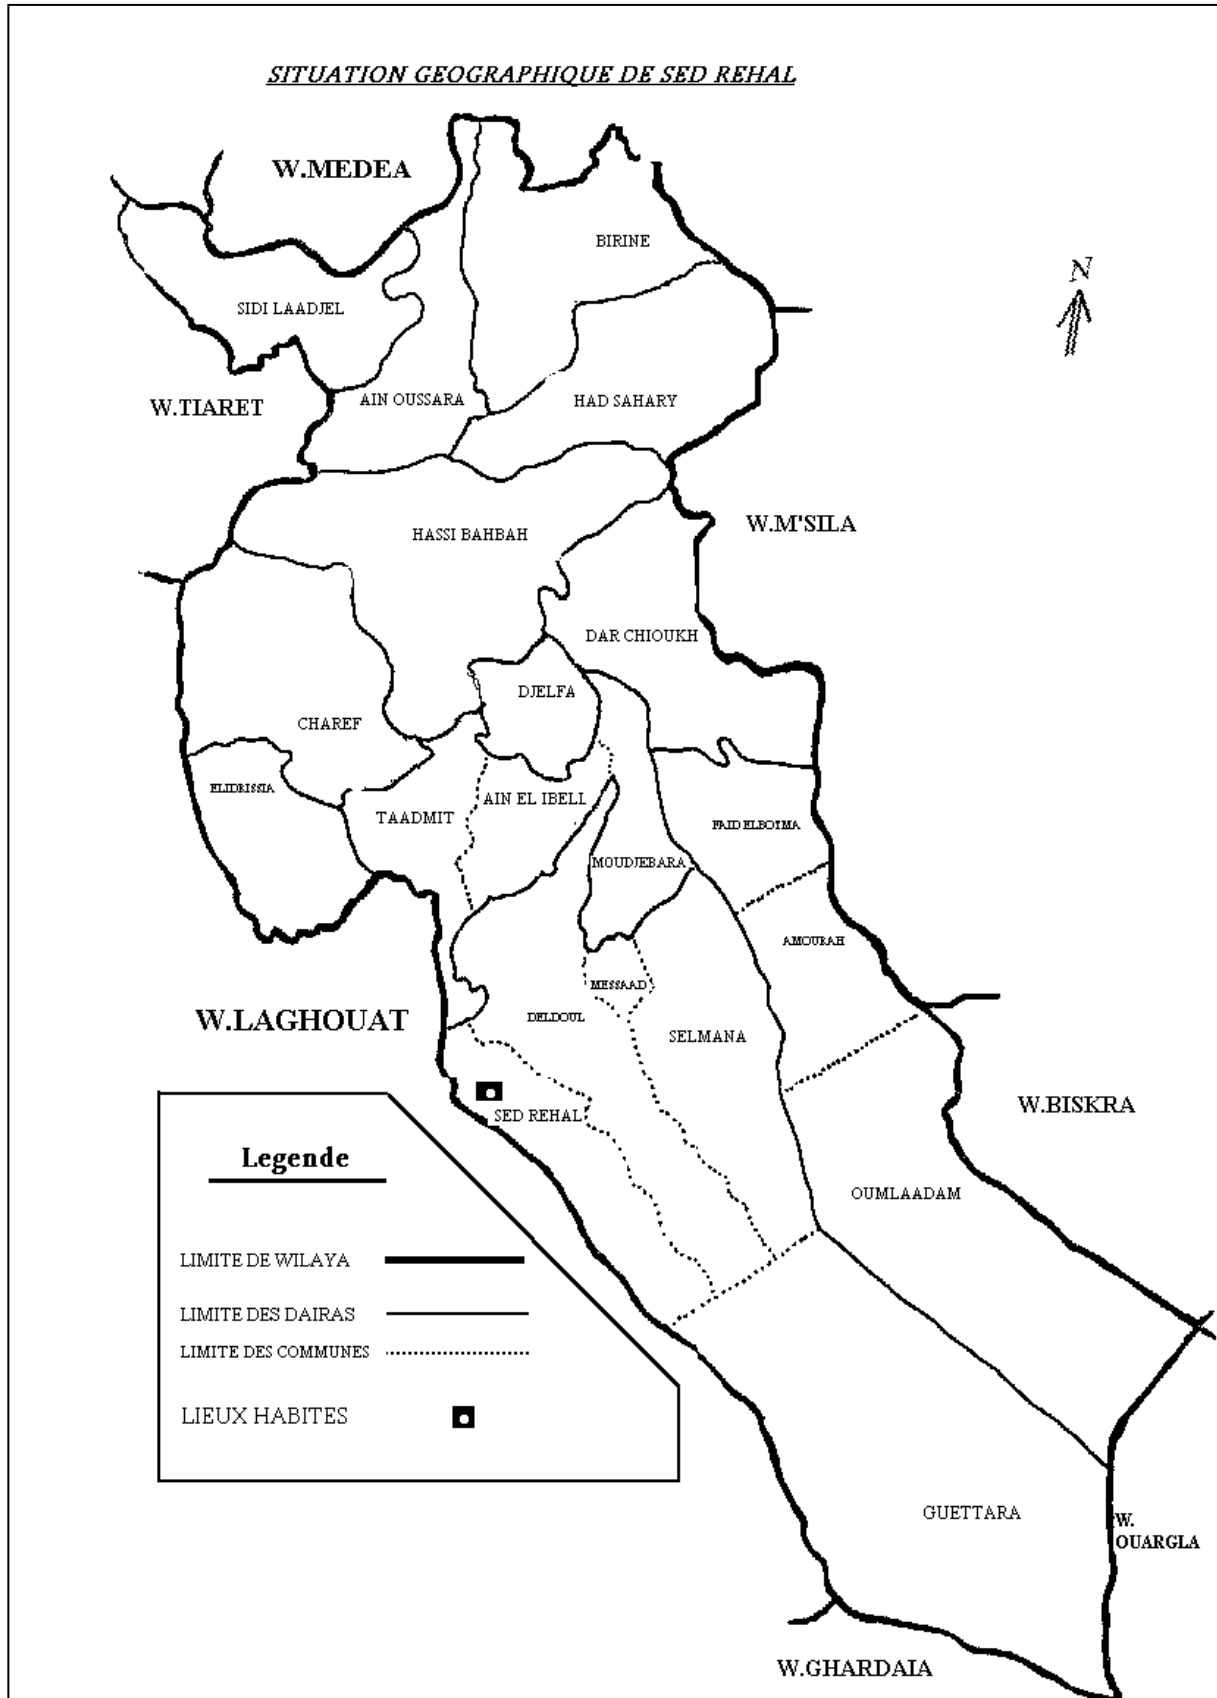 SITUATION GEOGRAPHIQUE DE SED REHAL
W.MEDEA
BIRINE
N
SIDI LAADJEL
AIN OUSSARA
HAD SAHARY
W.TIARET
W.M'SILA
HASSI BAHBAH
DAR CHIOUKH
DJELFA
CHAREF
ELIDRISSIA
AIN EL IBELL
TAADMIT
FAID ELBOTMA
MOUDJEBARA
AMOURAH
MESSAAD
W.LAGHOUAT
DELDOUL
SELMANA
SED REHAL
W.BISKRA
Legende
OUMLAADAM
LIMITE DE WILAYA
LIMITE DES DAIRAS
LIMITE DES COMMUNES
LIEUX HABITES
GUETTARA
W.
OUARGLA
W.GHARDAIA